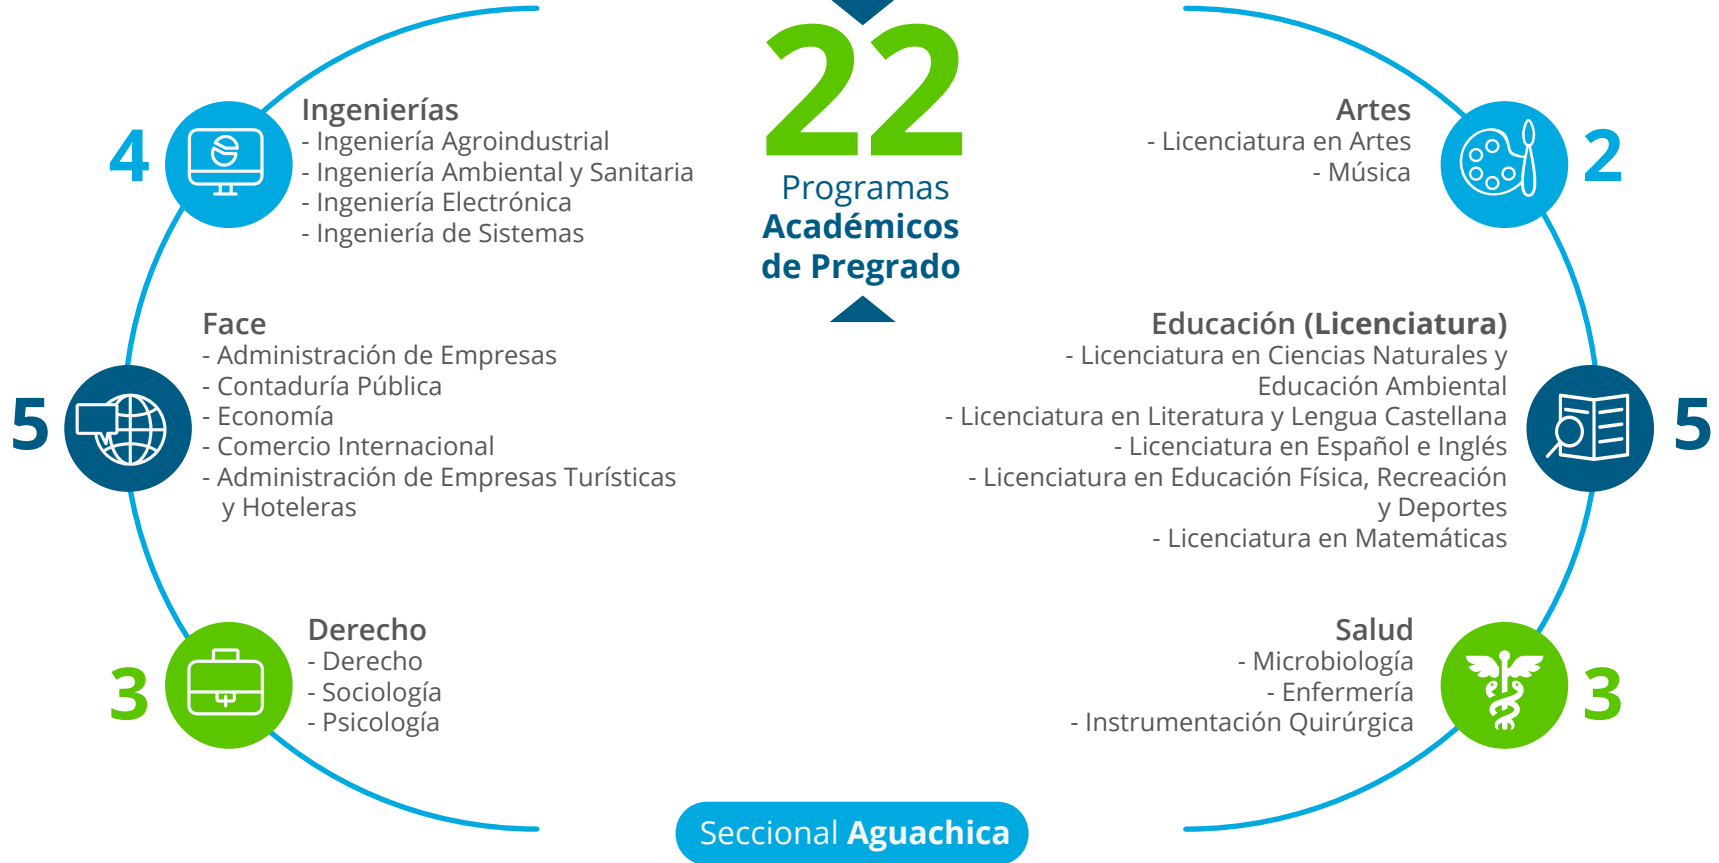 22
Programas
Académicos
de Pregrado
4
Ingenierías
- Ingeniería Agroindustrial
- Ingeniería Ambiental y Sanitaria
- Ingeniería Electrónica
- Ingeniería de Sistemas
5
Face
- Administración de Empresas
- Contaduría Pública
- Economía
- Comercio Internacional
- Administración de Empresas Turísticas
y Hoteleras
3
Derecho
- Derecho
- Sociología
- Psicología
Artes
- Licenciatura en Artes
- Música
2
Educación (Licenciatura)
- Licenciatura en Ciencias Naturales y
Educación Ambiental
- Licenciatura en Literatura y Lengua Castellana
- Licenciatura en Español e Inglés
- Licenciatura en Educación Física, Recreación
y Deportes
- Licenciatura en Matemáticas
5
Salud
- Microbiología
- Enfermería
- Instrumentación Quirúrgica
3
Seccional Aguachica